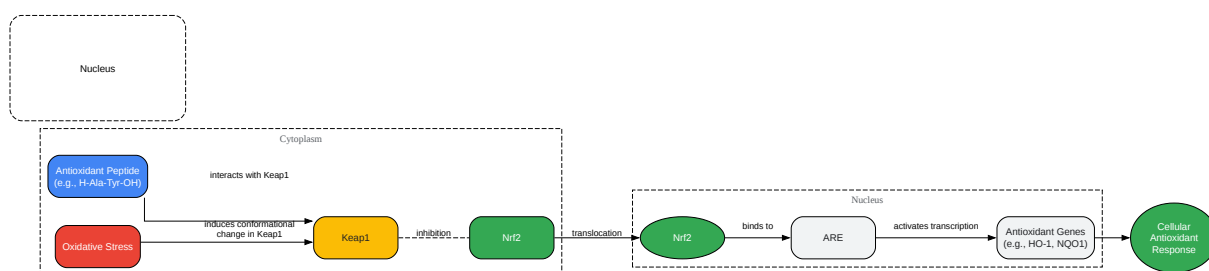 Nucleus
Cytoplasm
Antioxidant Peptide
(e.g., H-Ala-Tyr-OH)
interacts with Keap1
Oxidative Stress
induces conformational
change in Keap1
Keap1
inhibition
Nrf2
translocation
Nucleus
Nrf2
binds to
ARE
activates transcription
Antioxidant Genes
(e.g., HO-1, NQO1)
Cellular
Antioxidant
Response